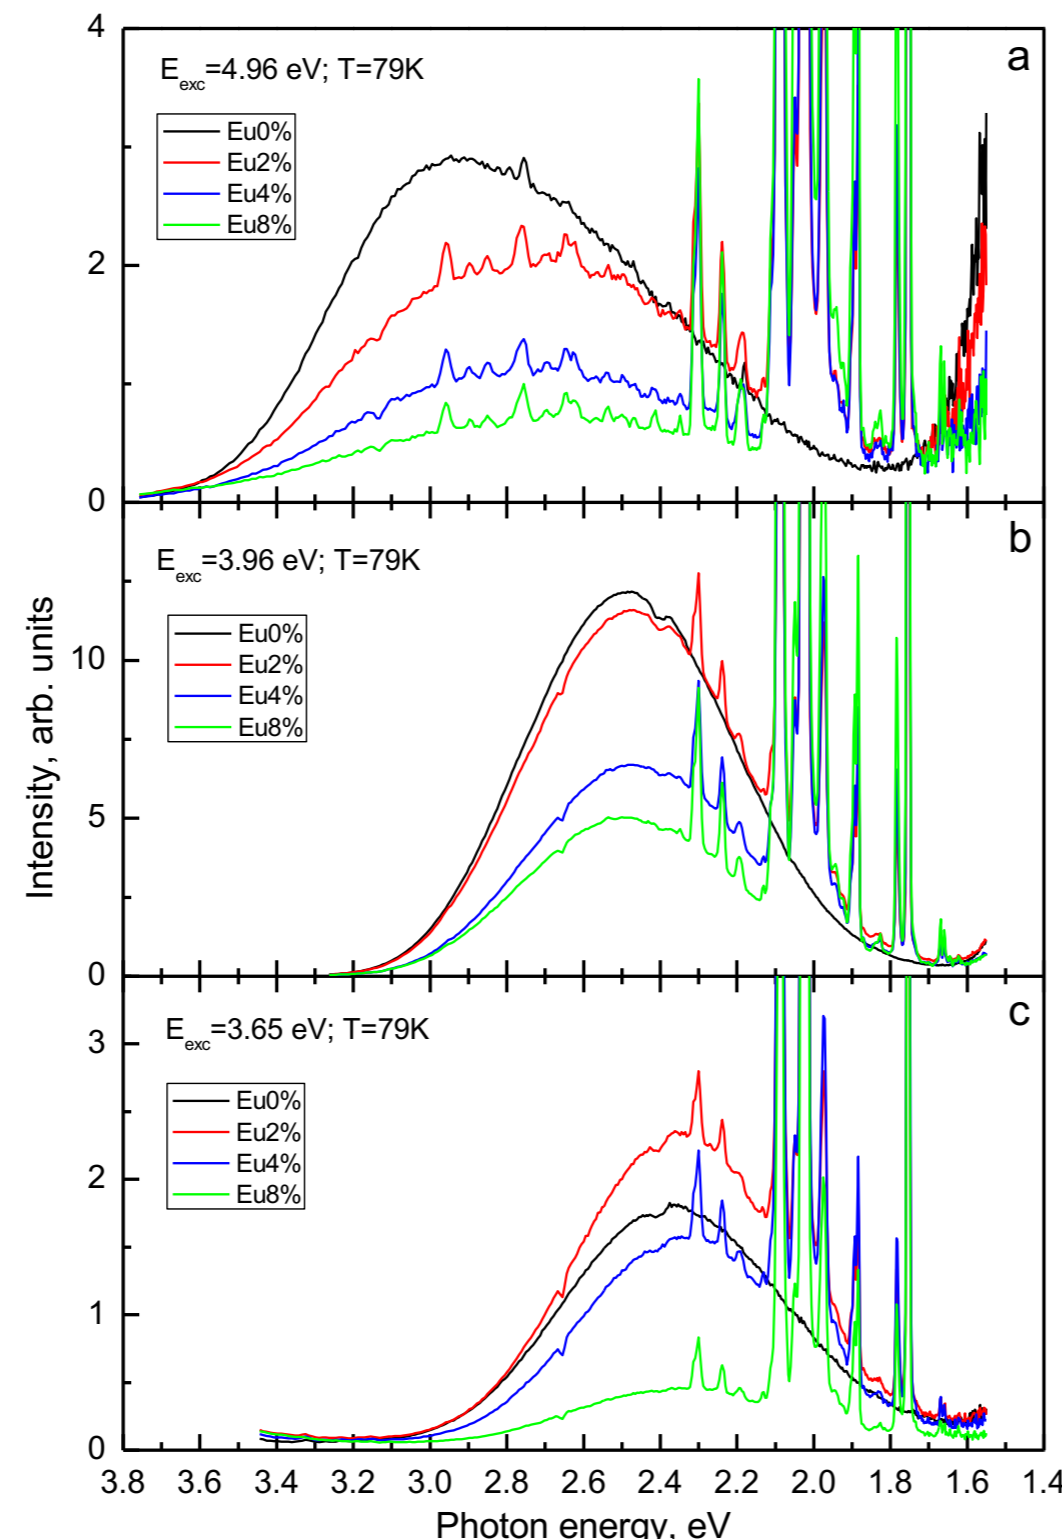 a
E_exc=4.96 eV; T=79K
Eu0%
Eu2%
Eu4%
Eu8%
4
2
0
b
E_exc=3.96 eV; T=79K
Eu0%
Eu2%
Eu4%
Eu8%
10
5
0
Intensity, arb. units
c
E_exc=3.65 eV; T=79K
Eu0%
Eu2%
Eu4%
Eu8%
3
2
1
0
3.8 3.6 3.4 3.2 3.0 2.8 2.6 2.4 2.2 2.0 1.8 1.6 1.4
Photon energy, eV